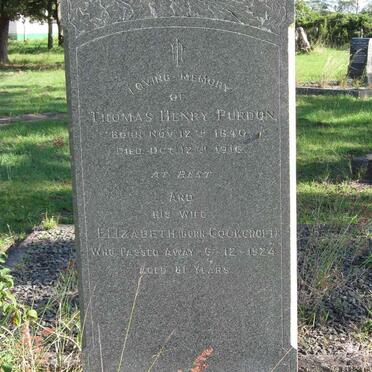 IN LOVING MEMORY
OF
THOMAS HENRY PURDON
BORN NOV. 12TH 1840
DIED OCT. 12TH 1916
AT REST
AND
HIS WIFE
ELIZABETH (BORN COCKCROFT)
WHO PASSED AWAY 6-12-1924
AGED 81 YEARS